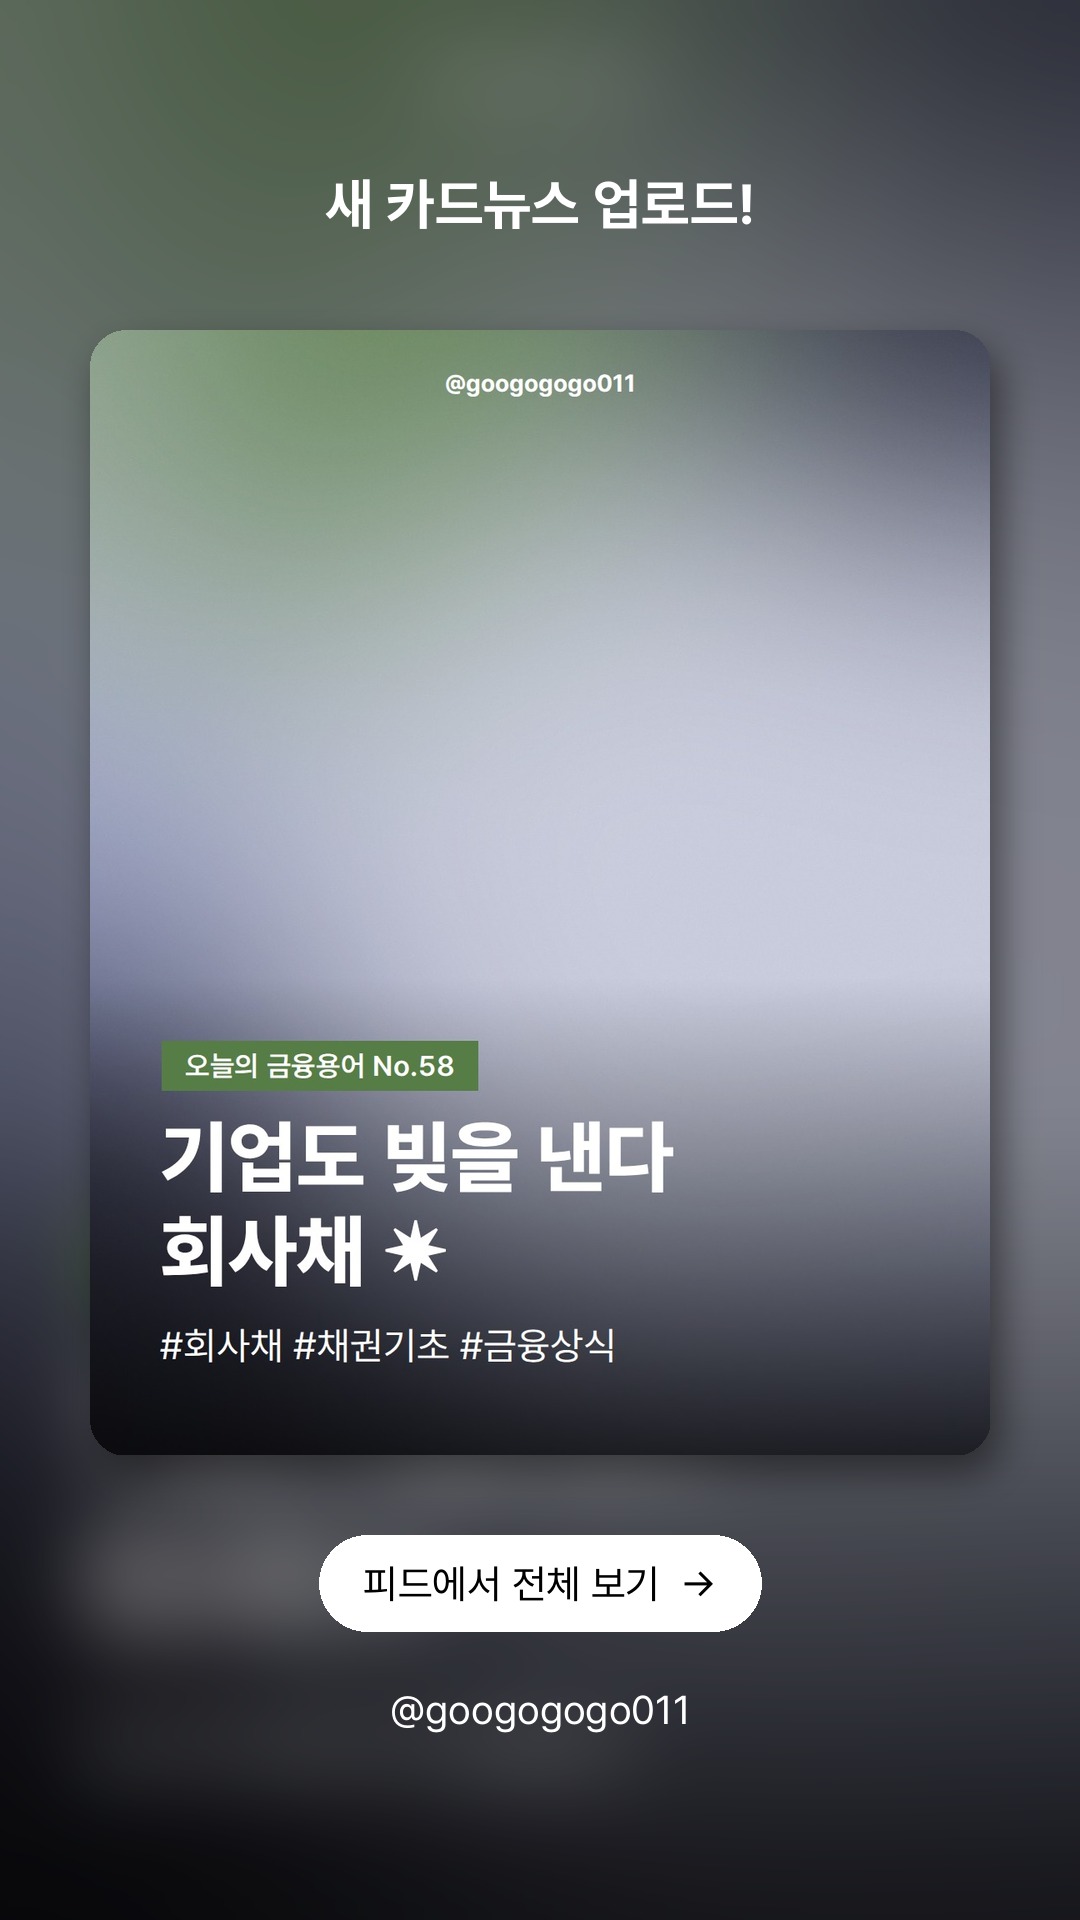 새 카드뉴스 업로드!
@googogogo011
오늘의 금융용어 No.58
기업도 빚을 낸다
회사채 ✷
#회사채 #채권기초 #금융상식
피드에서 전체 보기 →
@googogogo011